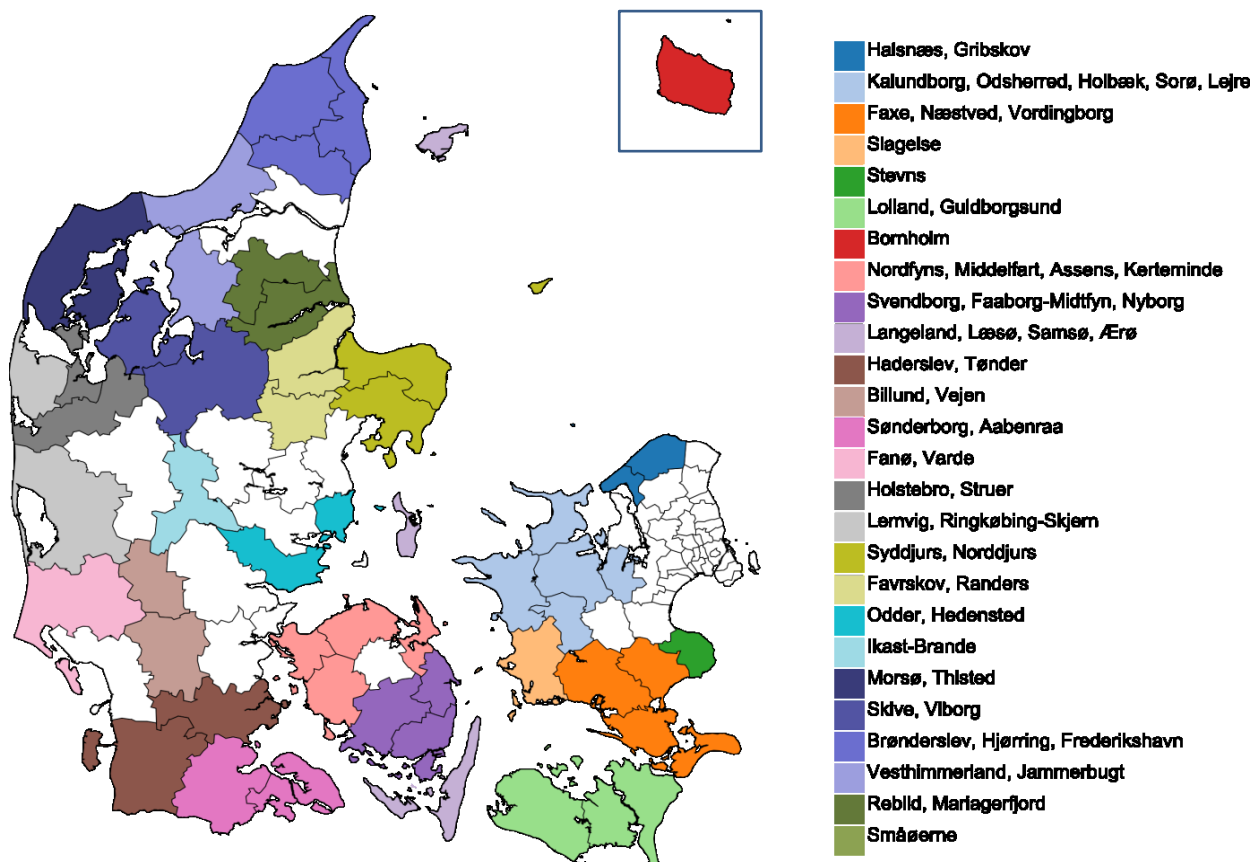 Halsnæs, Gribskov
Kalundborg, Odsherred, Holbæk, Sorø, Lejre
Faxe, Næstved, Vordingborg
Slagelse
Stevns
Lolland, Guldborgsund
Bornholm
Nordfyns, Middelfart, Assens, Kerteminde
Svendborg, Faaborg-Midtfyn, Nyborg
Langeland, Læsø, Samsø, Ærø
Haderslev, Tønder
Billund, Vejen
Sønderborg, Aabenraa
Fanø, Varde
Holstebro, Struer
Lemvig, Ringkøbing-Skjern
Syddjurs, Norddjurs
Favrskov, Randers
Odder, Hedensted
Ikast-Brande
Morsø, Thisted
Skive, Viborg
Brønderslev, Hjørring, Frederikshavn
Vesthimmerland, Jammerbugt
Rebild, Mariagerfjord
Småøerne